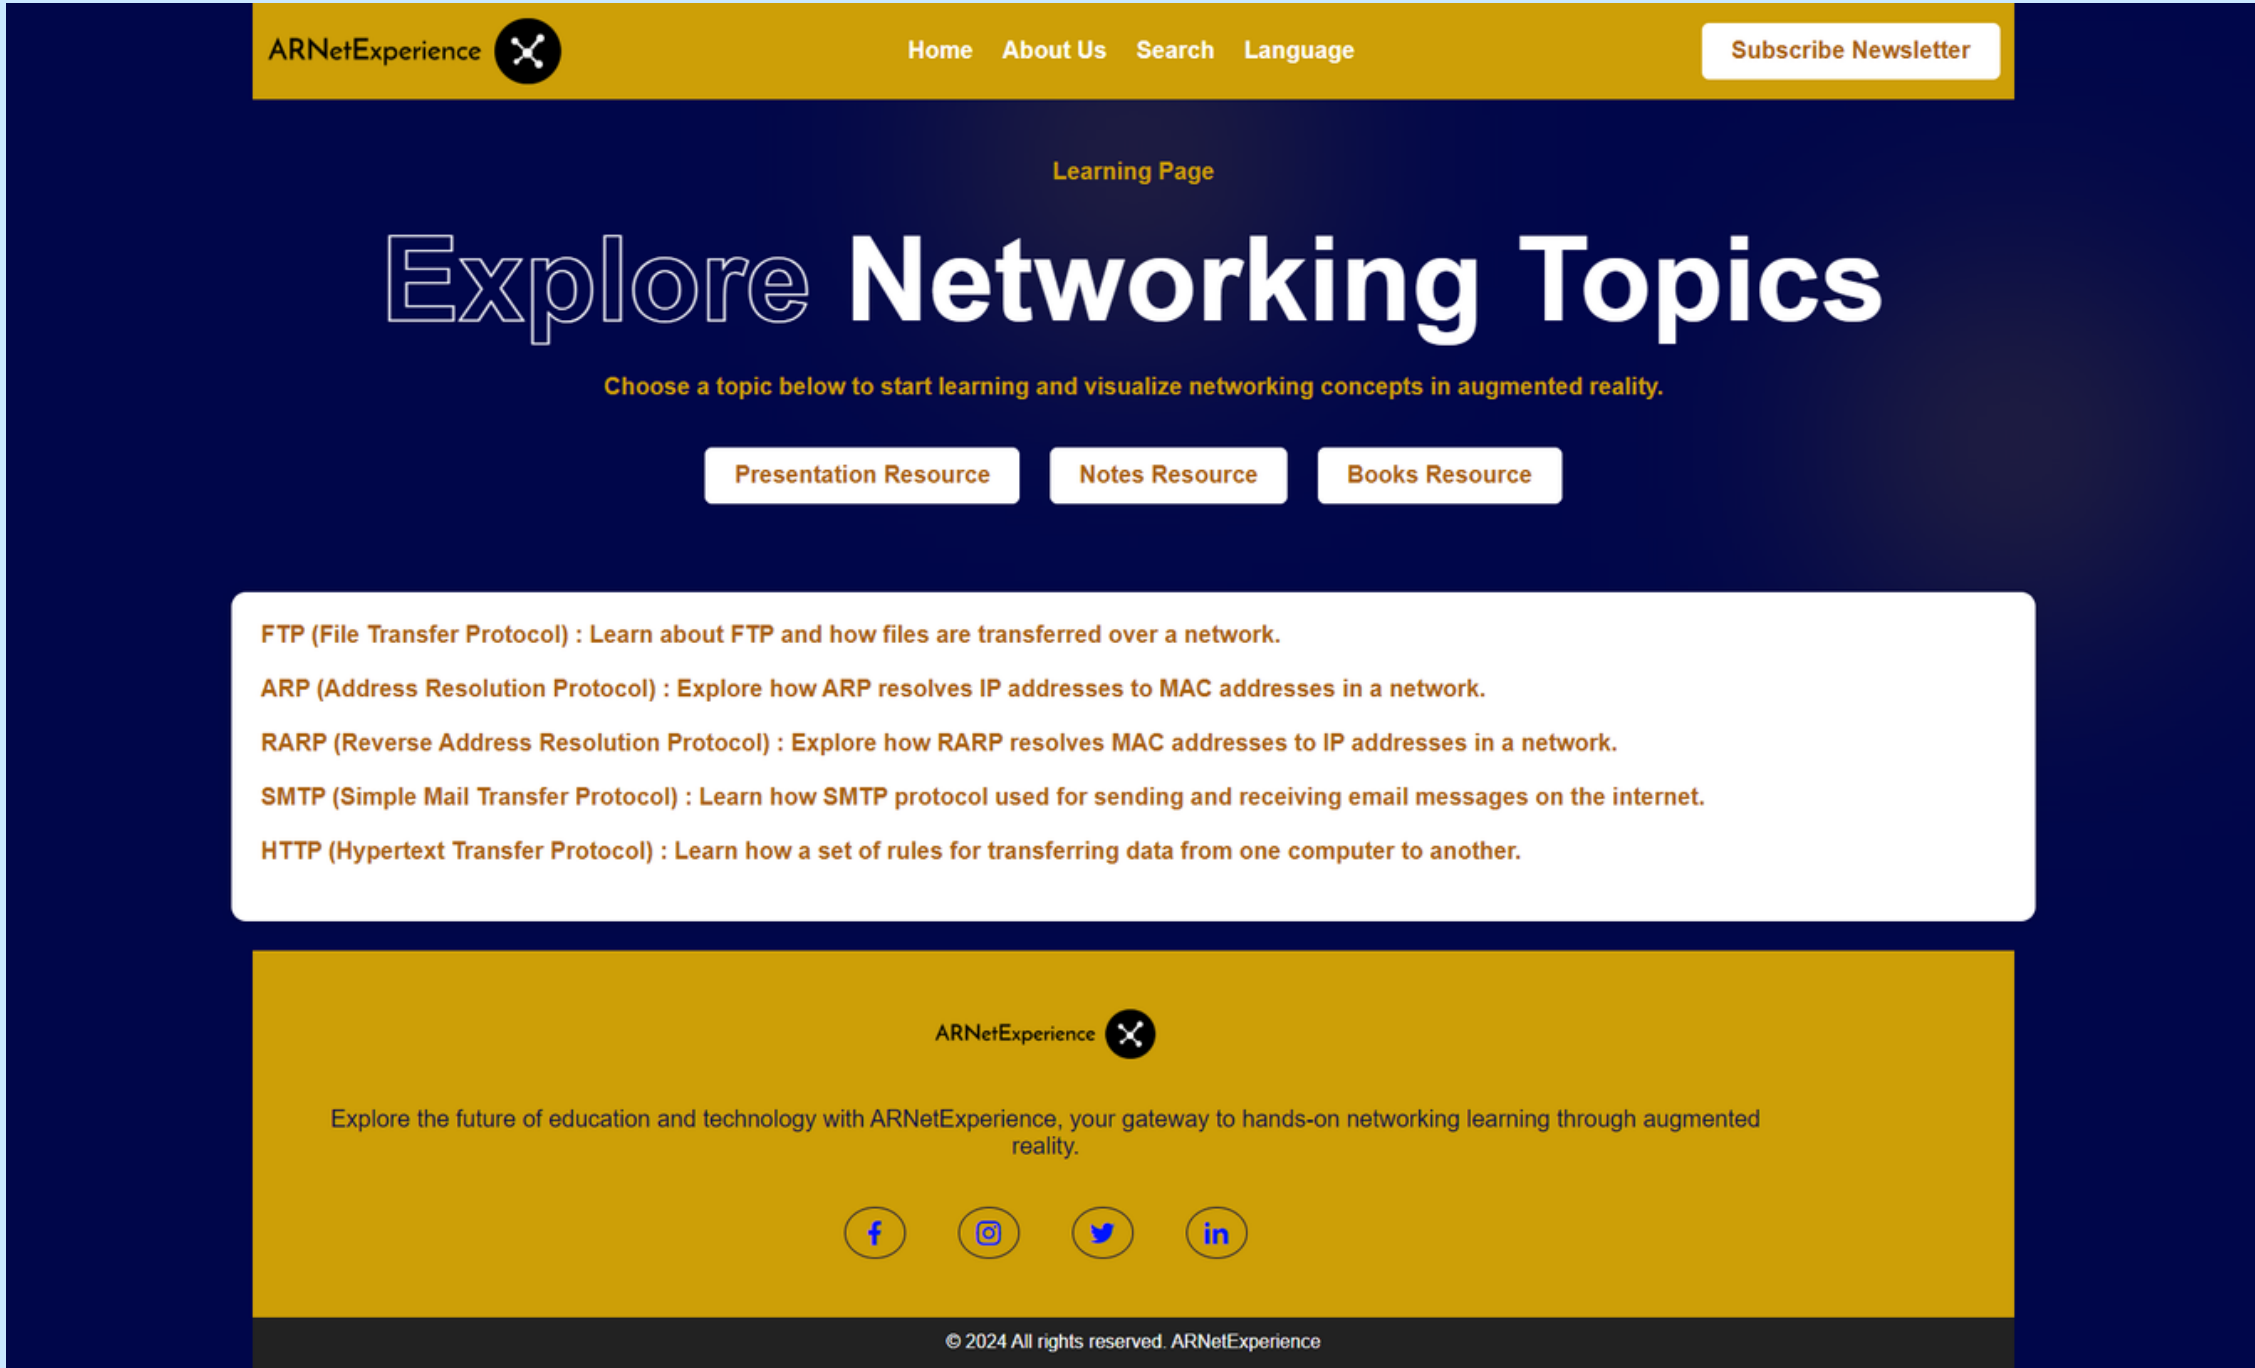 ARNetExperience
Home About Us Search Language
Subscribe Newsletter
Learning Page
Explore Networking Topics
Choose a topic below to start learning and visualize networking concepts in augmented reality.
Presentation Resource
Notes Resource
Books Resource
FTP (File Transfer Protocol) : Learn about FTP and how files are transferred over a network.
ARP (Address Resolution Protocol) : Explore how ARP resolves IP addresses to MAC addresses in a network.
RARP (Reverse Address Resolution Protocol) : Explore how RARP resolves MAC addresses to IP addresses in a network.
SMTP (Simple Mail Transfer Protocol) : Learn how SMTP protocol used for sending and receiving email messages on the internet.
HTTP (Hypertext Transfer Protocol) : Learn how a set of rules for transferring data from one computer to another.
ARNetExperience
Explore the future of education and technology with ARNetExperience, your gateway to hands-on networking learning through augmented
reality.
© 2024 All rights reserved. ARNetExperience